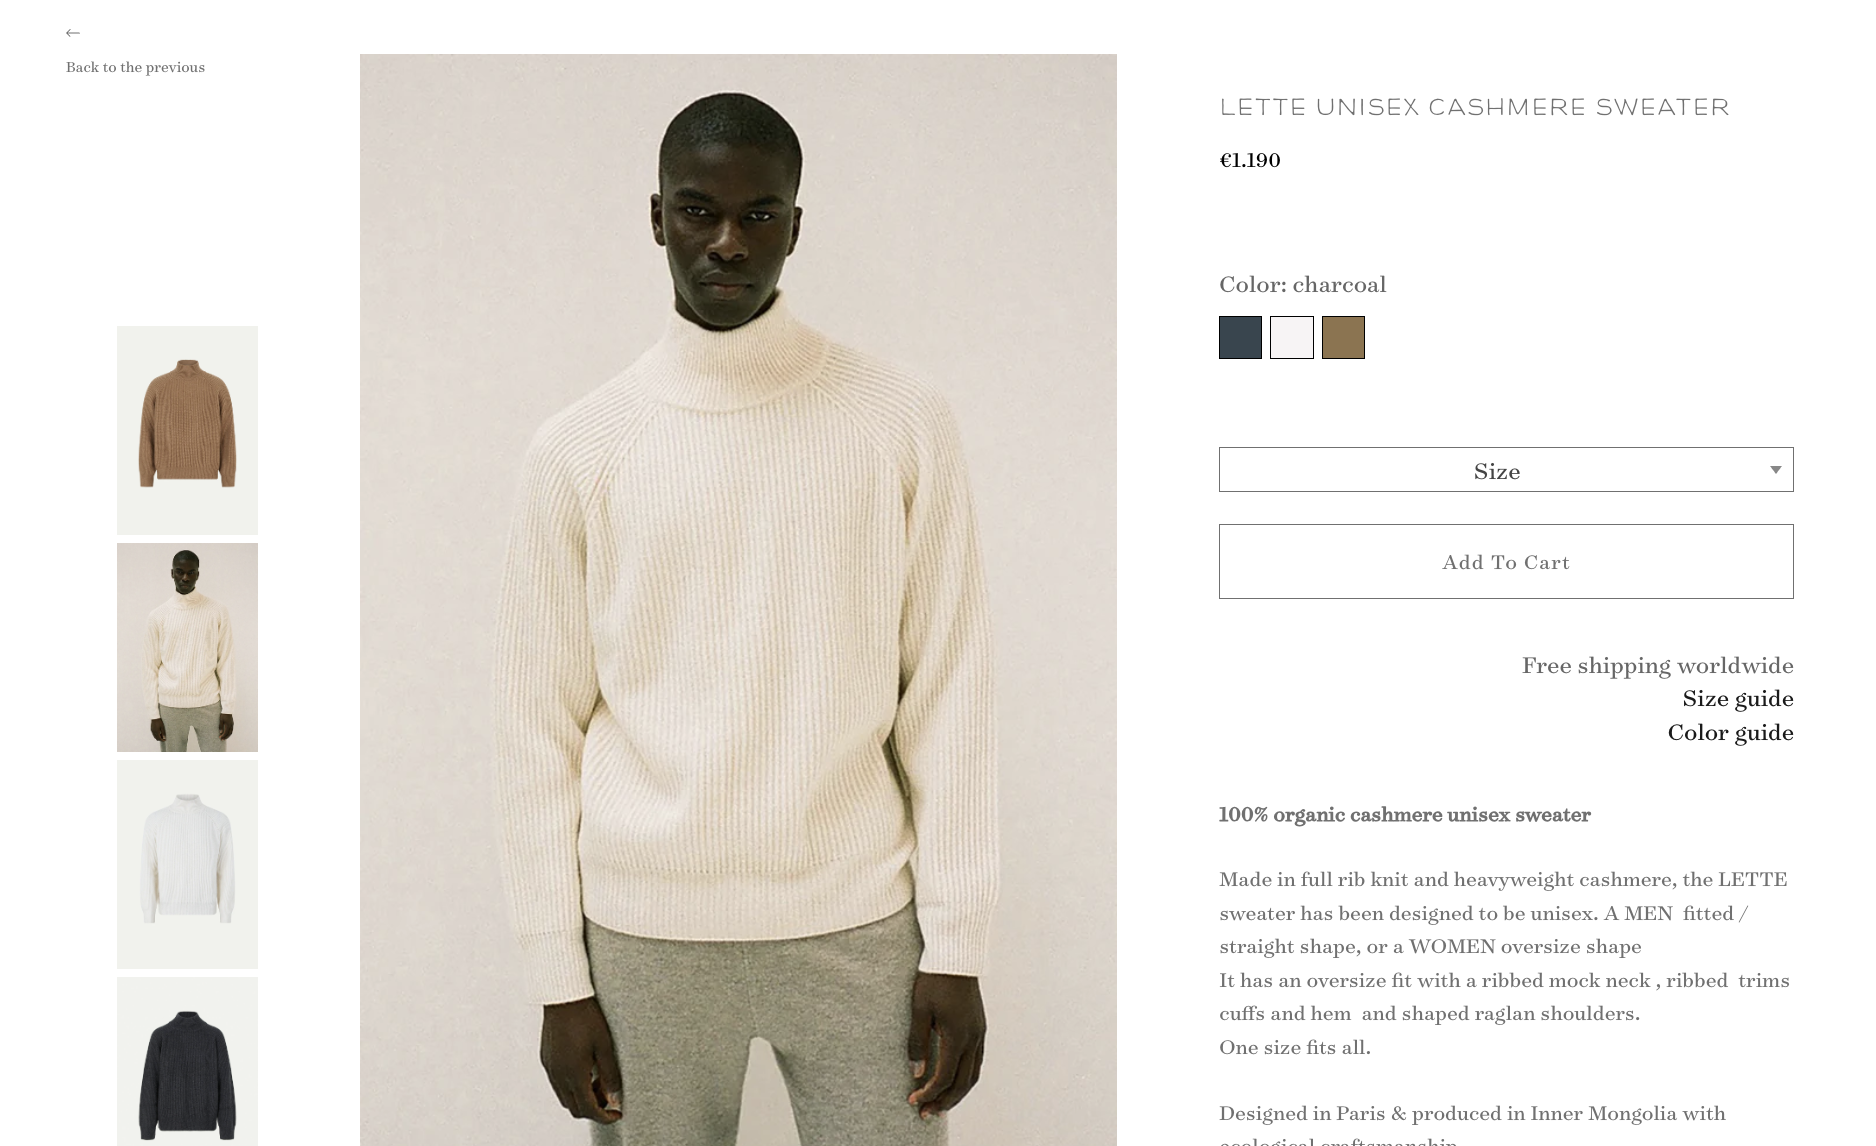 ←
Back to the previous
LETTE UNISEX CASHMERE SWEATER
€1.190
Color: charcoal
Size
Add To Cart
Free shipping worldwide
Size guide
Color guide
100% organic cashmere unisex sweater
Made in full rib knit and heavyweight cashmere, the LETTE
sweater has been designed to be unisex. A MEN  fitted /
straight shape, or a WOMEN oversize shape
It has an oversize fit with a ribbed mock neck , ribbed  trims
cuffs and hem  and shaped raglan shoulders.
One size fits all.
Designed in Paris & produced in Inner Mongolia with
ecological craftsmanship